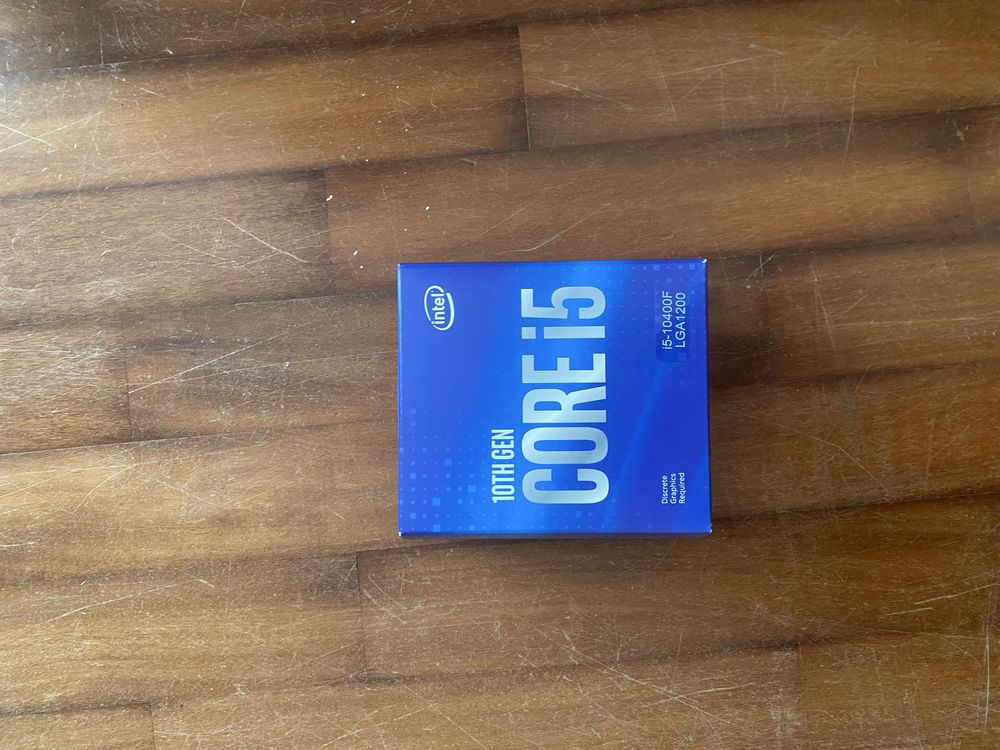 intel
10TH GEN
CORE i5
Discrete
Graphics
Required
i5-10400F
LGA1200